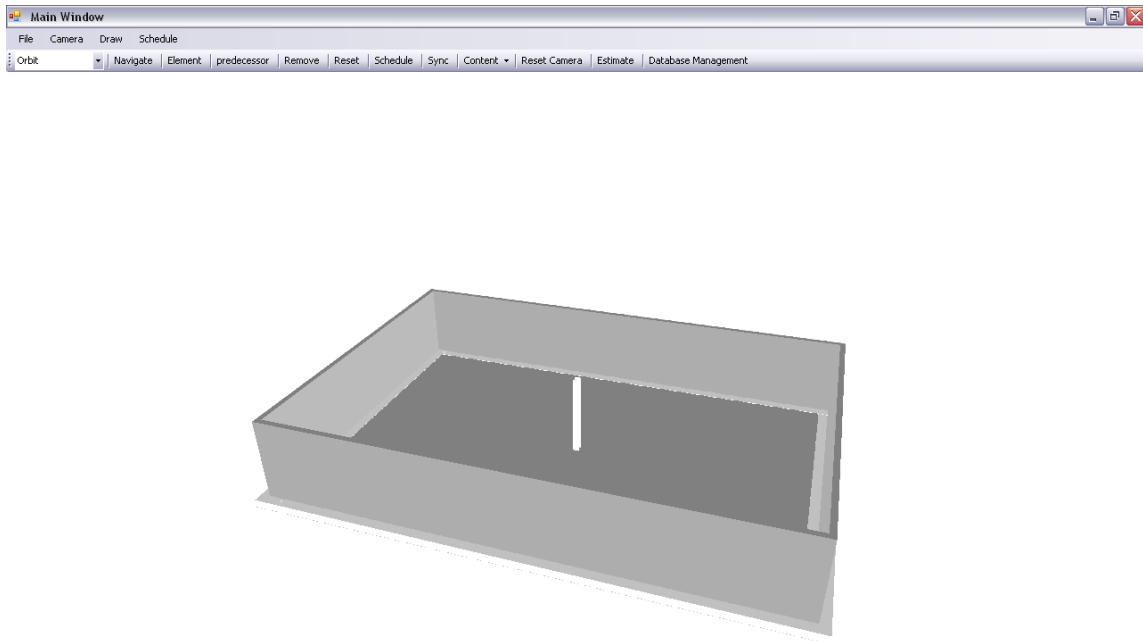 Main Window
File Camera Draw Schedule
Orbit Navigate Element predecessor Remove Reset Schedule Sync Content Reset Camera Estimate Database Management